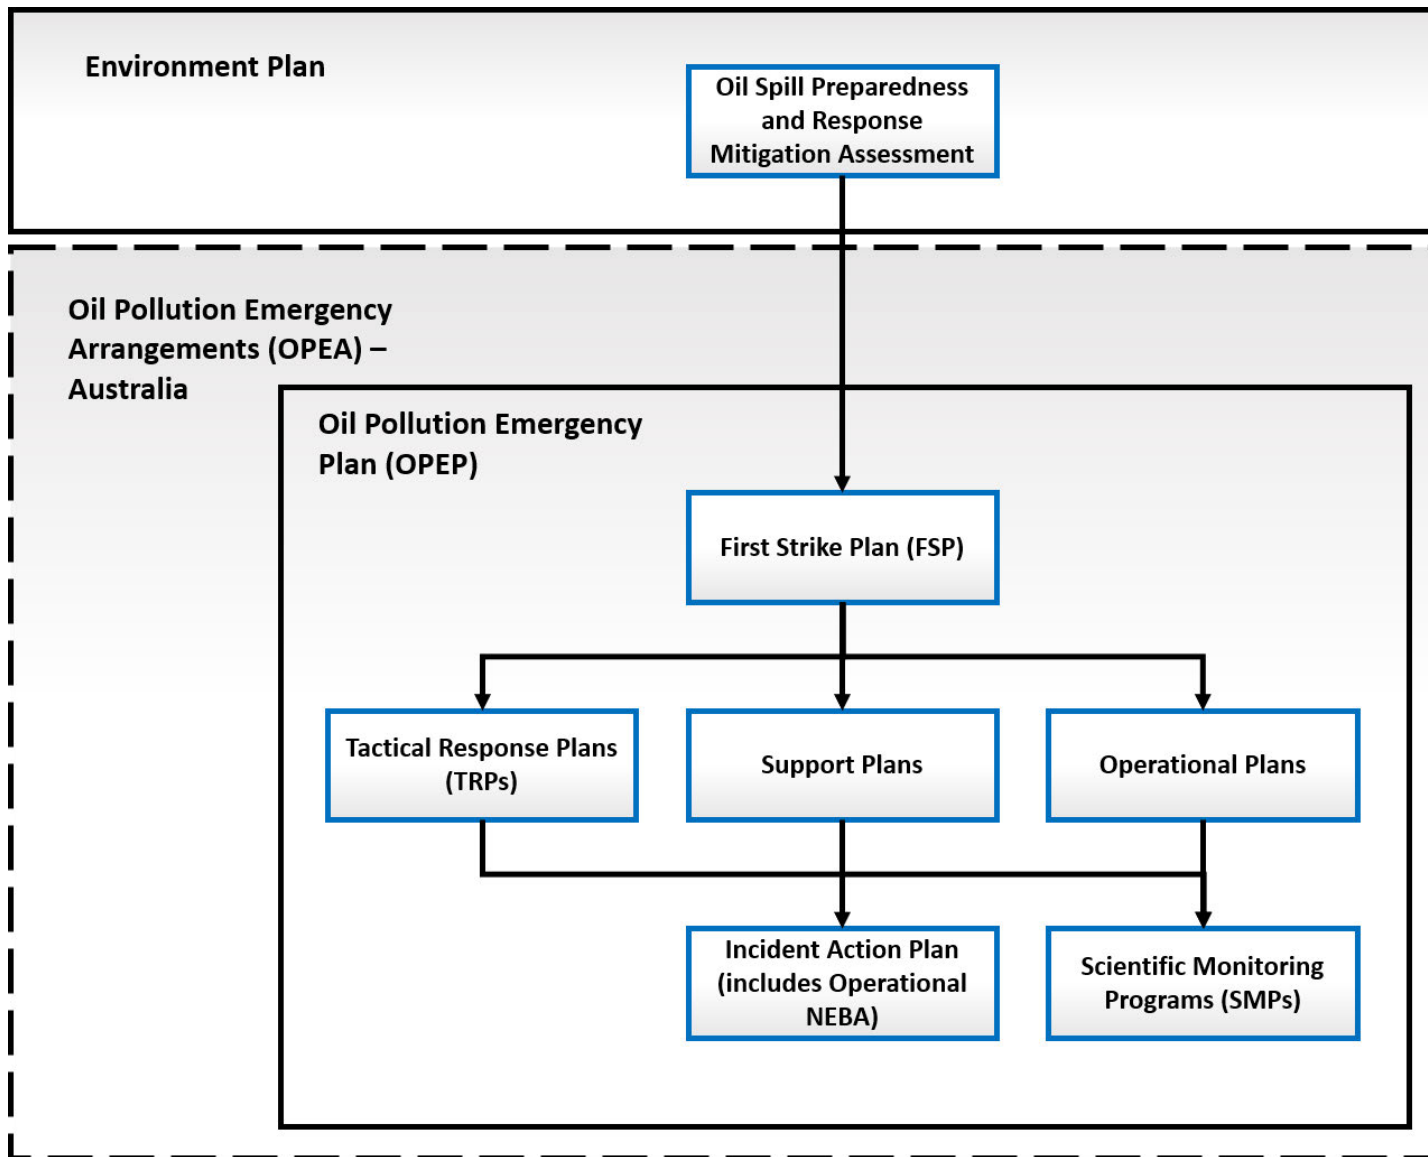 Environment Plan
Oil Spill Preparedness
and Response
Mitigation Assessment
Oil Pollution Emergency
Arrangements (OPEA) –
Australia
Oil Pollution Emergency
Plan (OPEP)
First Strike Plan (FSP)
Tactical Response Plans
(TRPs)
Support Plans
Operational Plans
Incident Action Plan
(includes Operational
NEBA)
Scientific Monitoring
Programs (SMPs)